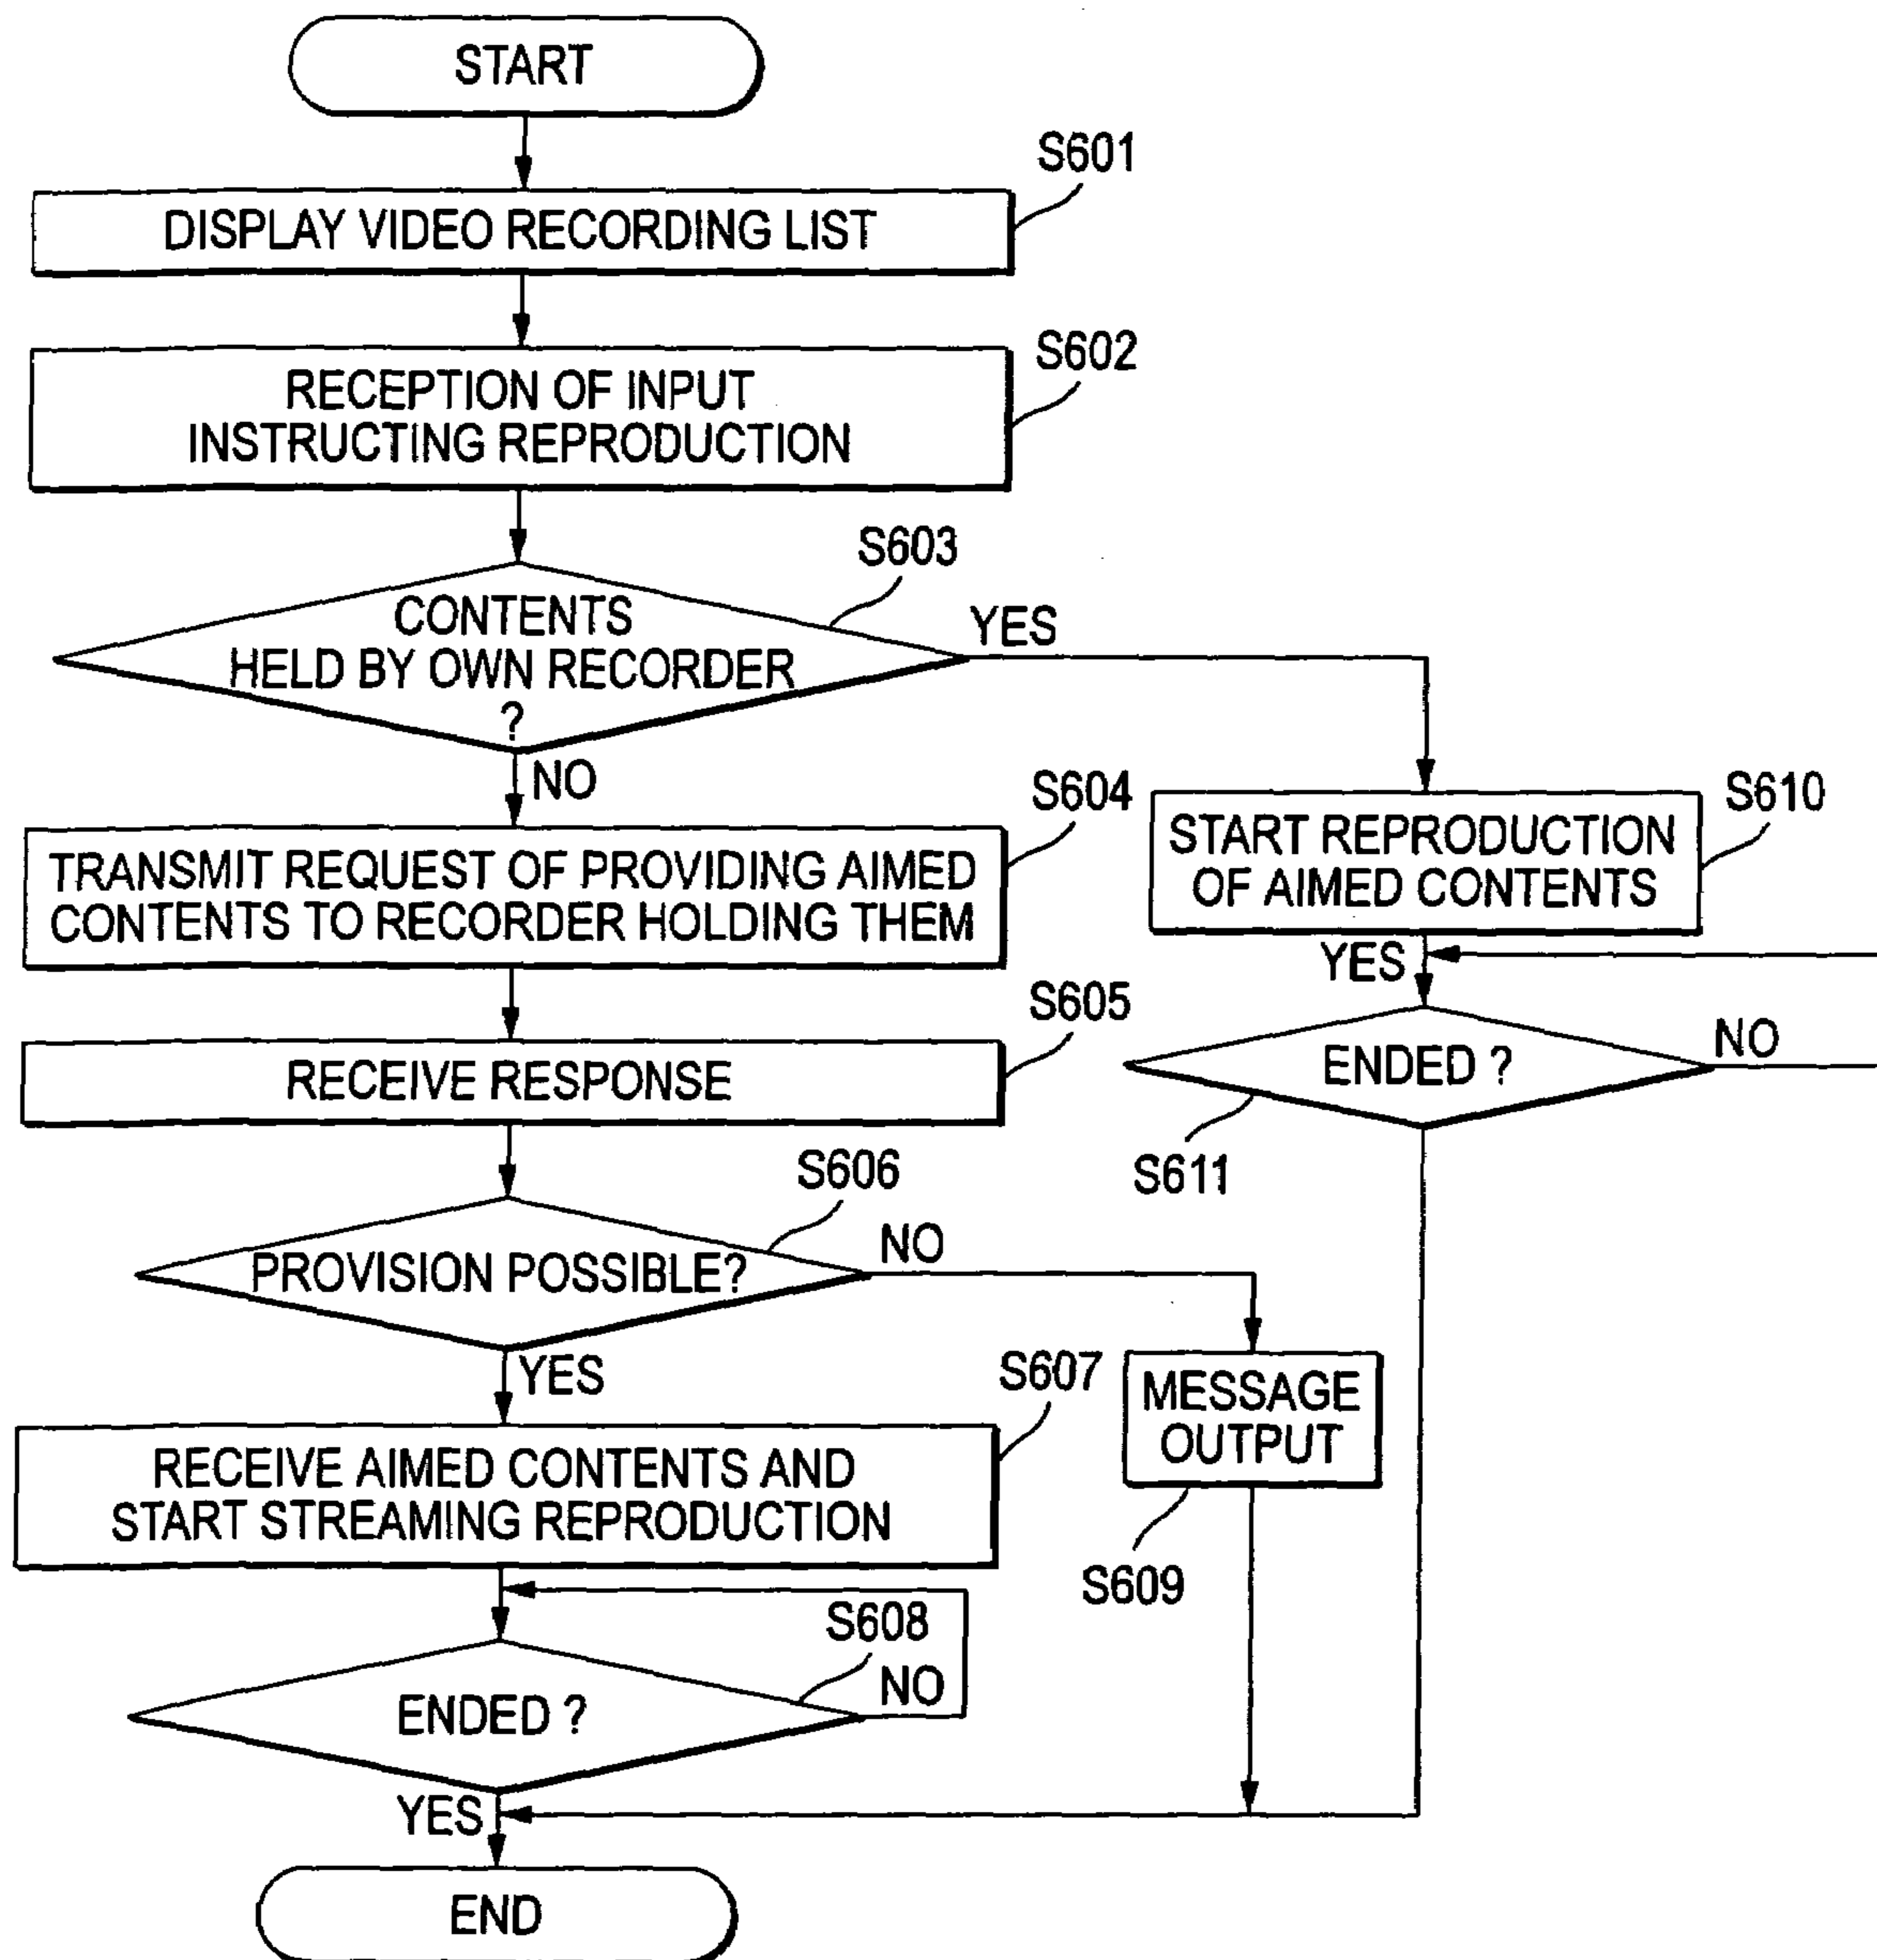 START
S601
DISPLAY VIDEO RECORDING LIST
S602
RECEPTION OF INPUT
INSTRUCTING REPRODUCTION
S603
CONTENTS
HELD BY OWN RECORDER
?
YES
NO
S604
TRANSMIT REQUEST OF PROVIDING AIMED
CONTENTS TO RECORDER HOLDING THEM
S610
START REPRODUCTION
OF AIMED CONTENTS
YES
S605
RECEIVE RESPONSE
ENDED ?
NO
S611
S606
PROVISION POSSIBLE?
NO
YES
S607
RECEIVE AIMED CONTENTS AND
START STREAMING REPRODUCTION
MESSAGE
OUTPUT
S609
S608
ENDED ?
NO
YES
END